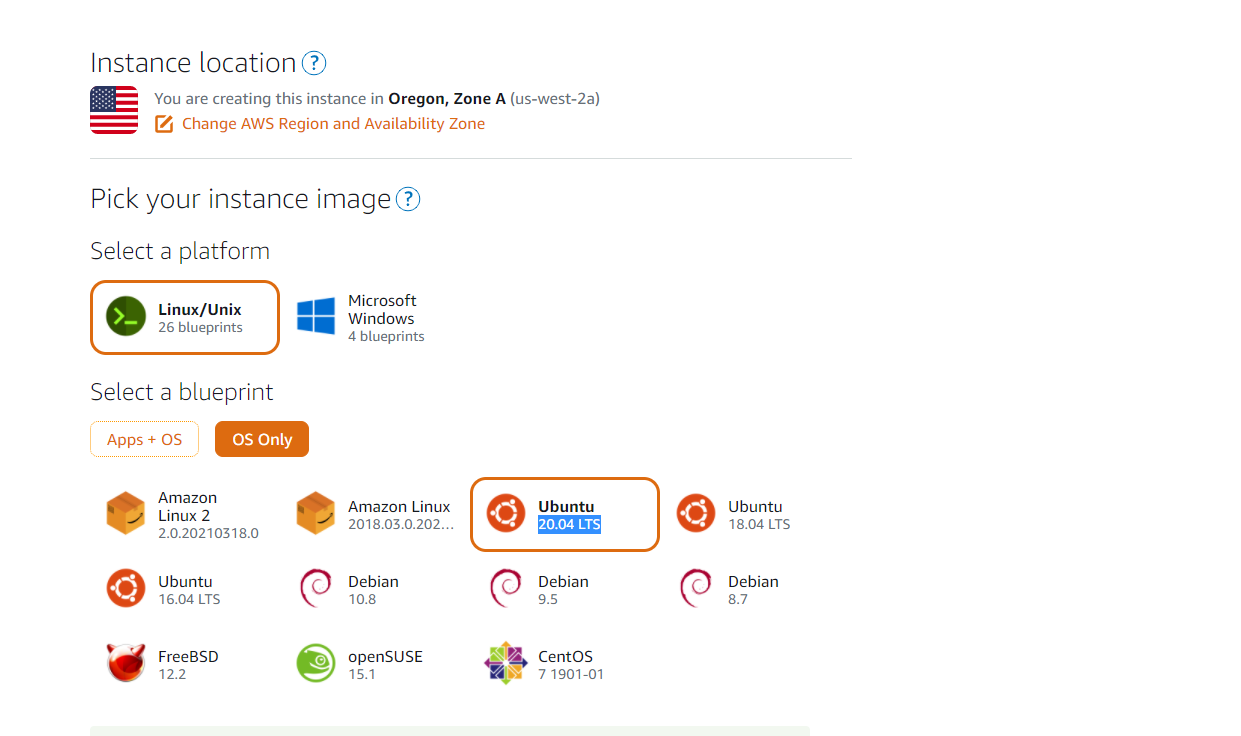 Instance location ?
You are creating this instance in Oregon, Zone A (us-west-2a)
Change AWS Region and Availability Zone
Pick your instance image ?
Select a platform
Linux/Unix
26 blueprints
Microsoft
Windows
4 blueprints
Select a blueprint
Apps + OS
OS Only
Amazon
Linux 2
2.0.20210318.0
Amazon Linux
2018.03.0.202...
Ubuntu
20.04 LTS
Ubuntu
18.04 LTS
Ubuntu
16.04 LTS
Debian
10.8
Debian
9.5
Debian
8.7
FreeBSD
12.2
openSUSE
15.1
CentOS
7 1901-01